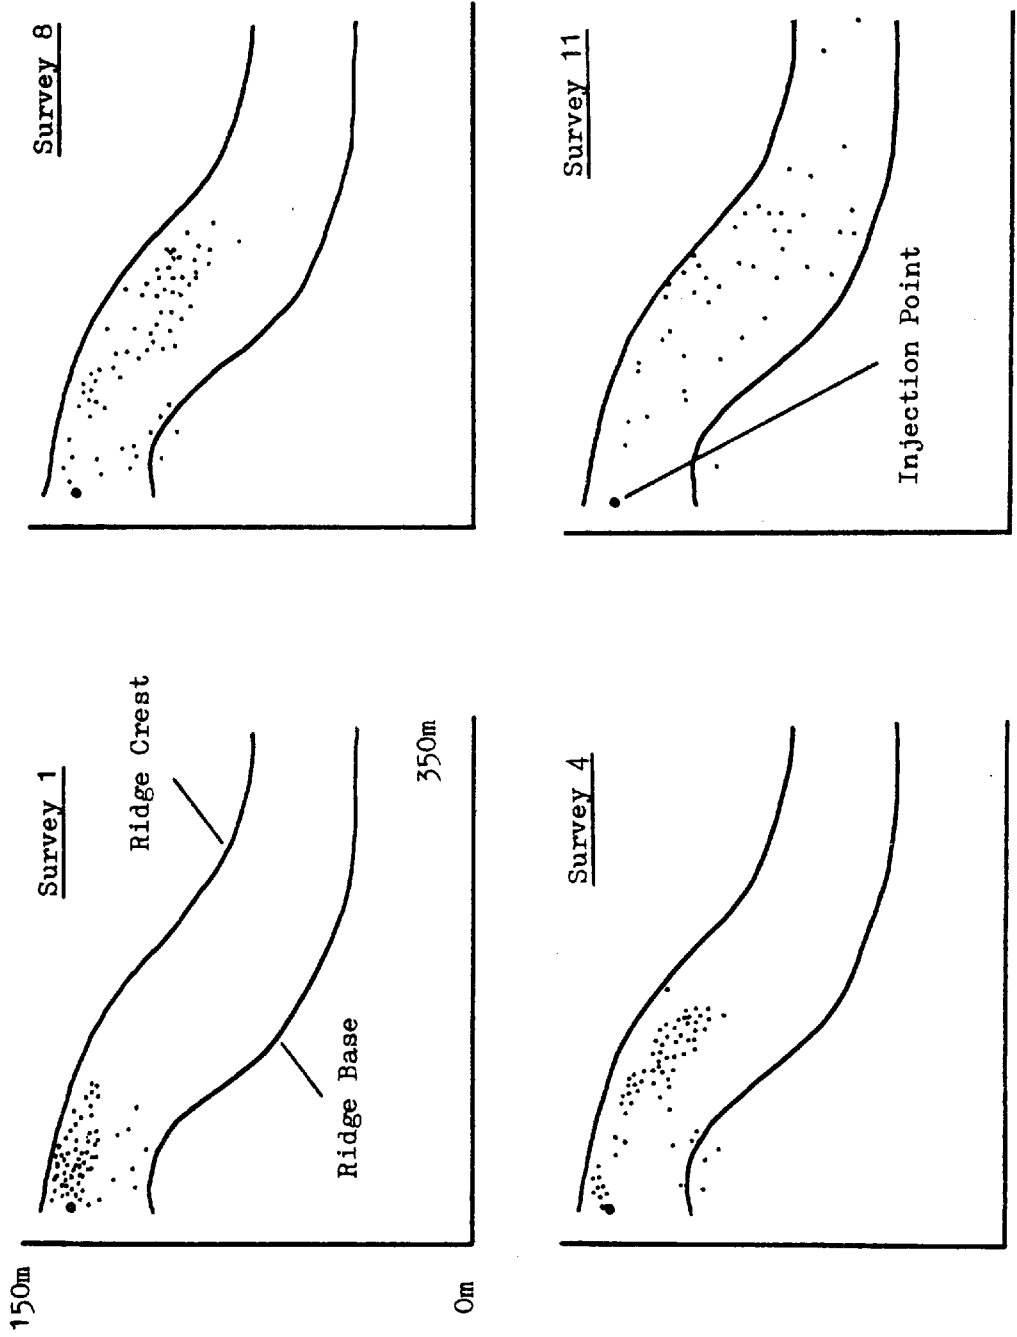 Survey 1
Survey 8
150m
Ridge Crest
Ridge Base
350m
0m
Survey 4
Survey 11
Injection Point